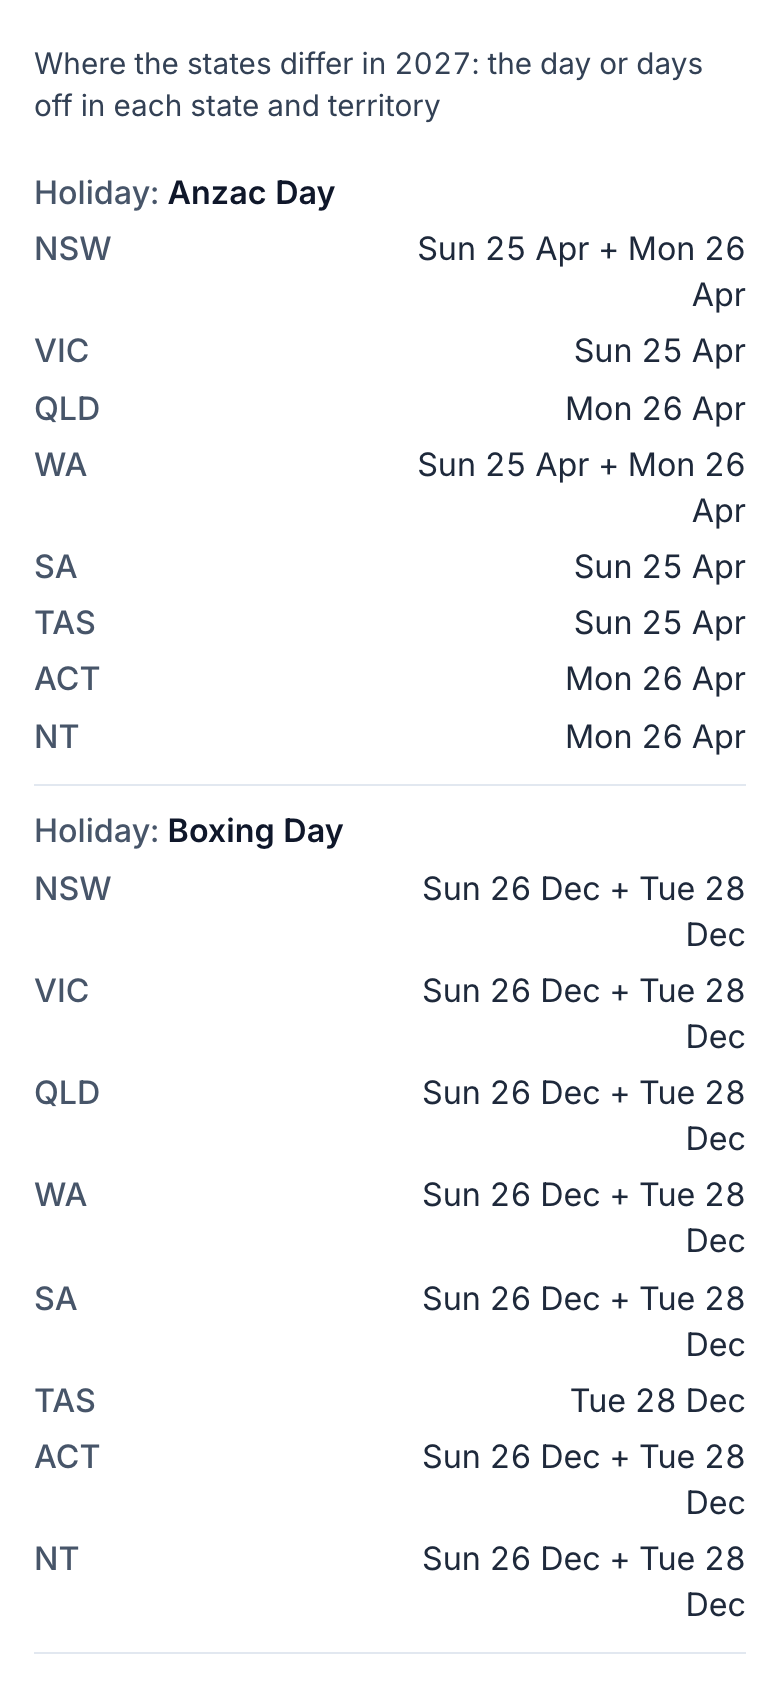 Where the states differ in 2027: the day or days
off in each state and territory
Holiday: Anzac Day
NSW Sun 25 Apr + Mon 26
Apr
VIC Sun 25 Apr
QLD Mon 26 Apr
WA Sun 25 Apr + Mon 26
Apr
SA Sun 25 Apr
TAS Sun 25 Apr
ACT Mon 26 Apr
NT Mon 26 Apr
Holiday: Boxing Day
NSW Sun 26 Dec + Tue 28
Dec
VIC Sun 26 Dec + Tue 28
Dec
QLD Sun 26 Dec + Tue 28
Dec
WA Sun 26 Dec + Tue 28
Dec
SA Sun 26 Dec + Tue 28
Dec
TAS Tue 28 Dec
ACT Sun 26 Dec + Tue 28
Dec
NT Sun 26 Dec + Tue 28
Dec